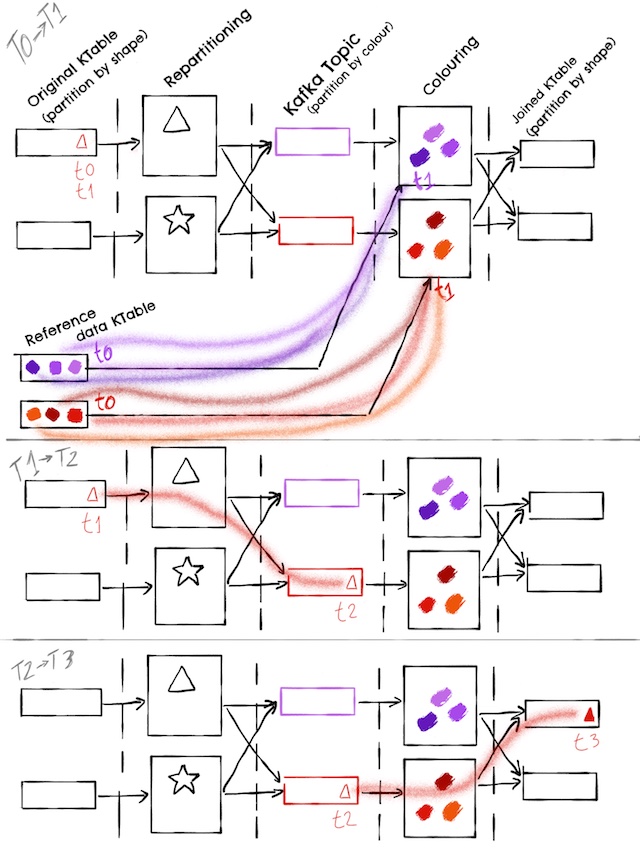 T0→T1
Original KTable
(partition by shape)
Repartitioning
Kafka Topic
(partition by colour)
Colouring
Joined KTable
(partition by shape)
t0
t1
t1
t1
Reference
data KTable
t0
t0
T1→T2
t1
t2
T2→T3
t2
t3